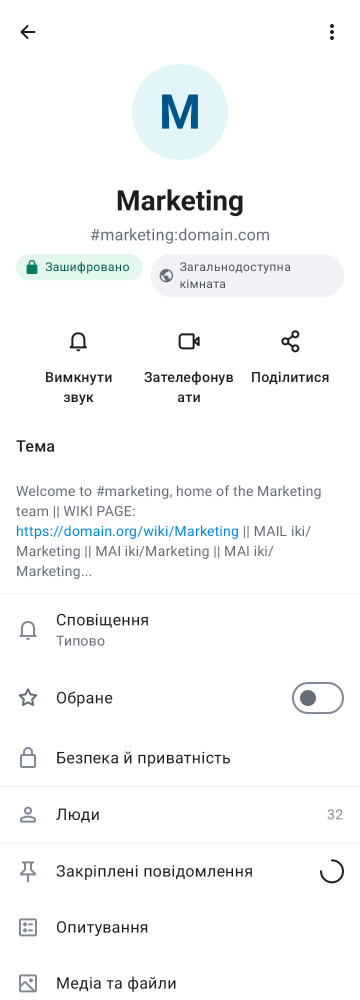 M
Marketing
#marketing:domain.com
Зашифровано
Загальнодоступна
кімната
Вимкнути
звук
Зателефонув
ати
Поділитися
Тема
Welcome to #marketing, home of the Marketing
team || WIKI PAGE:
https://domain.org/wiki/Marketing || MAIL iki/
Marketing || MAI iki/Marketing || MAI iki/
Marketing...
Сповіщення
Типово
Обране
Безпека й приватність
Люди
32
Закріплені повідомлення
Опитування
Медіа та файли